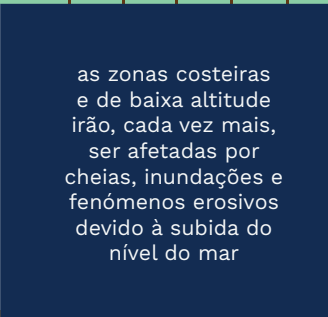 as zonas costeiras
e de baixa altitude
irão, cada vez mais,
ser afetadas por
cheias, inundações e
fenómenos erosivos
devido à subida do
nível do mar